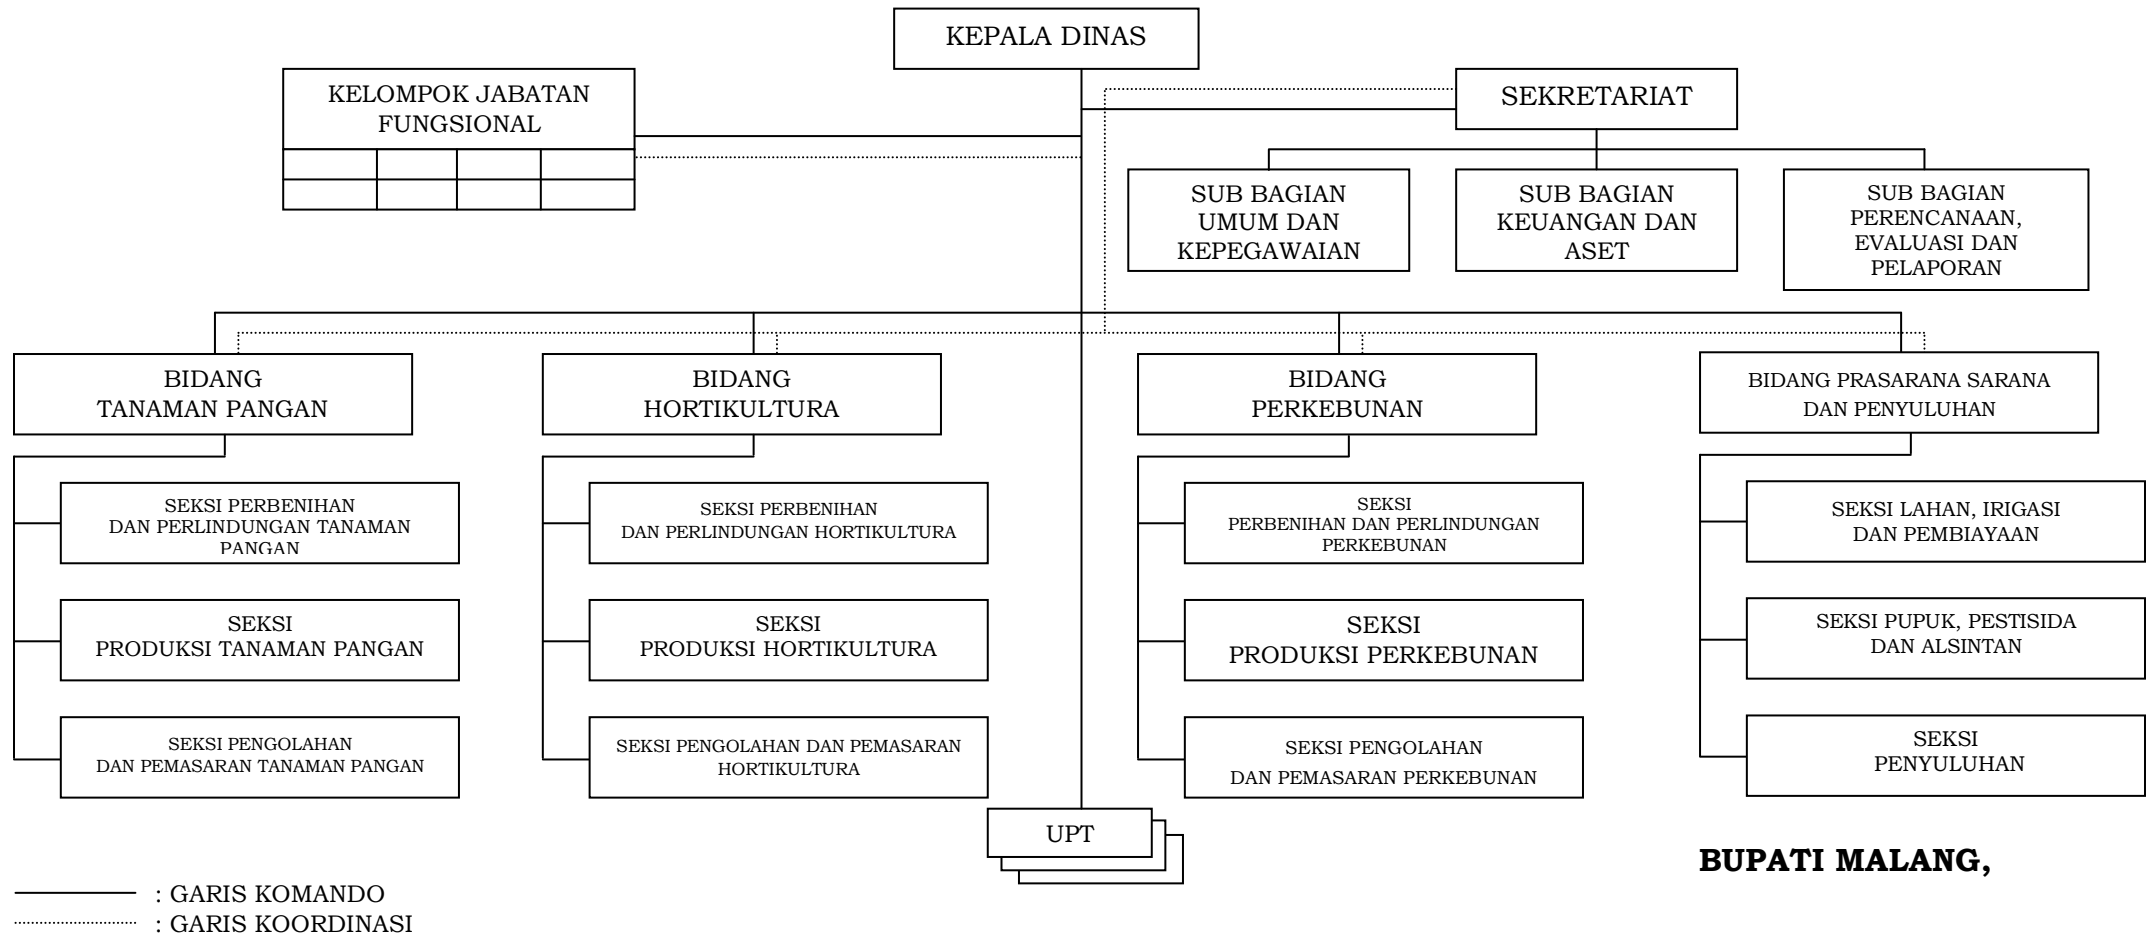 KEPALA DINAS
KELOMPOK JABATAN
FUNGSIONAL
SEKRETARIAT
SUB BAGIAN
UMUM DAN
KEPEGAWAIAN
SUB BAGIAN
KEUANGAN DAN
ASET
SUB BAGIAN
PERENCANAAN,
EVALUASI DAN
PELAPORAN
BIDANG
TANAMAN PANGAN
BIDANG
HORTIKULTURA
BIDANG
PERKEBUNAN
BIDANG PRASARANA SARANA
DAN PENYULUHAN
SEKSI PERBENIHAN
DAN PERLINDUNGAN TANAMAN
PANGAN
SEKSI PERBENIHAN
DAN PERLINDUNGAN HORTIKULTURA
SEKSI
PERBENIHAN DAN PERLINDUNGAN
PERKEBUNAN
SEKSI LAHAN, IRIGASI
DAN PEMBIAYAAN
SEKSI
PRODUKSI TANAMAN PANGAN
SEKSI
PRODUKSI HORTIKULTURA
SEKSI
PRODUKSI PERKEBUNAN
SEKSI PUPUK, PESTISIDA
DAN ALSINTAN
SEKSI PENGOLAHAN
DAN PEMASARAN TANAMAN PANGAN
SEKSI PENGOLAHAN DAN PEMASARAN
HORTIKULTURA
SEKSI PENGOLAHAN
DAN PEMASARAN PERKEBUNAN
SEKSI
PENYULUHAN
UPT
BUPATI MALANG,
: GARIS KOMANDO
: GARIS KOORDINASI